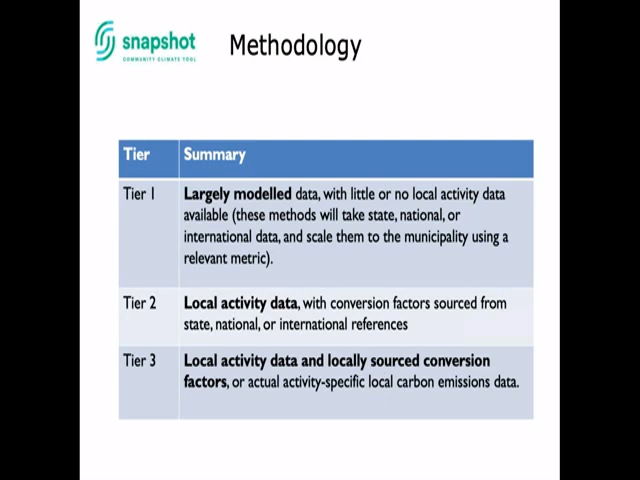 snapshot
COMMUNITY CLIMATE TOOL
Methodology
Tier Summary
Tier 1 Largely modelled data, with little or no local activity data
available (these methods will take state, national, or
international data, and scale them to the municipality using a
relevant metric).
Tier 2 Local activity data, with conversion factors sourced from
state, national, or international references
Tier 3 Local activity data and locally sourced conversion
factors, or actual activity-specific local carbon emissions data.